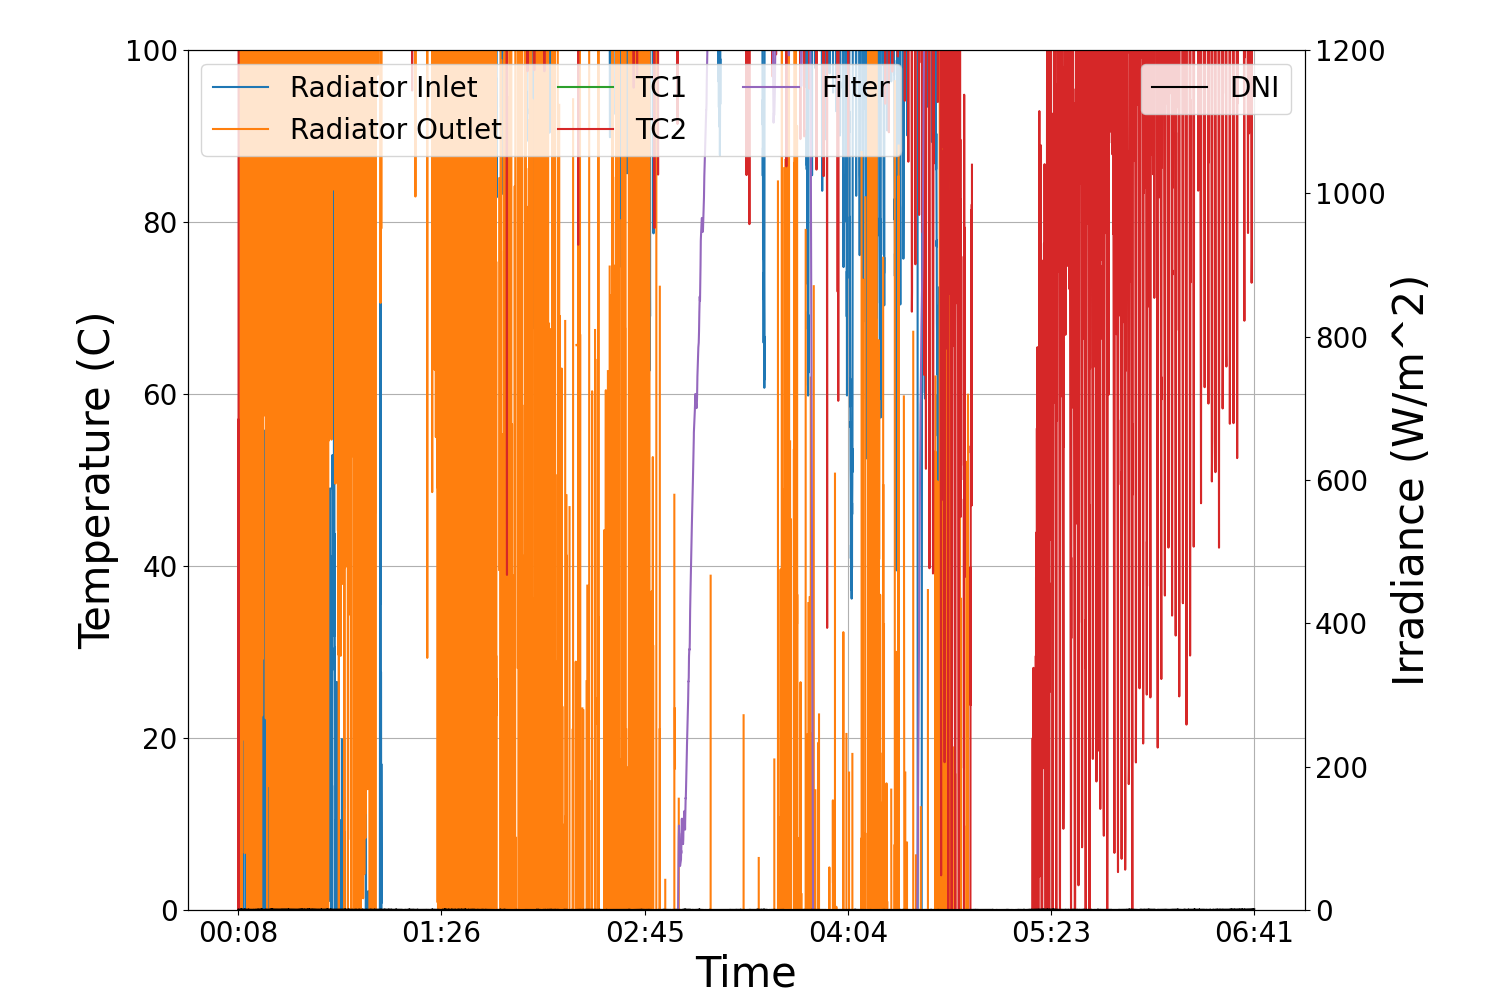 100
80
60
40
20
0
Temperature (C)
Radiator Inlet
Radiator Outlet
TC1
TC2
Filter
DNI
1200
1000
800
600
400
200
0
Irradiance (W/m^2)
00:08
01:26
02:45
04:04
05:23
06:41
Time